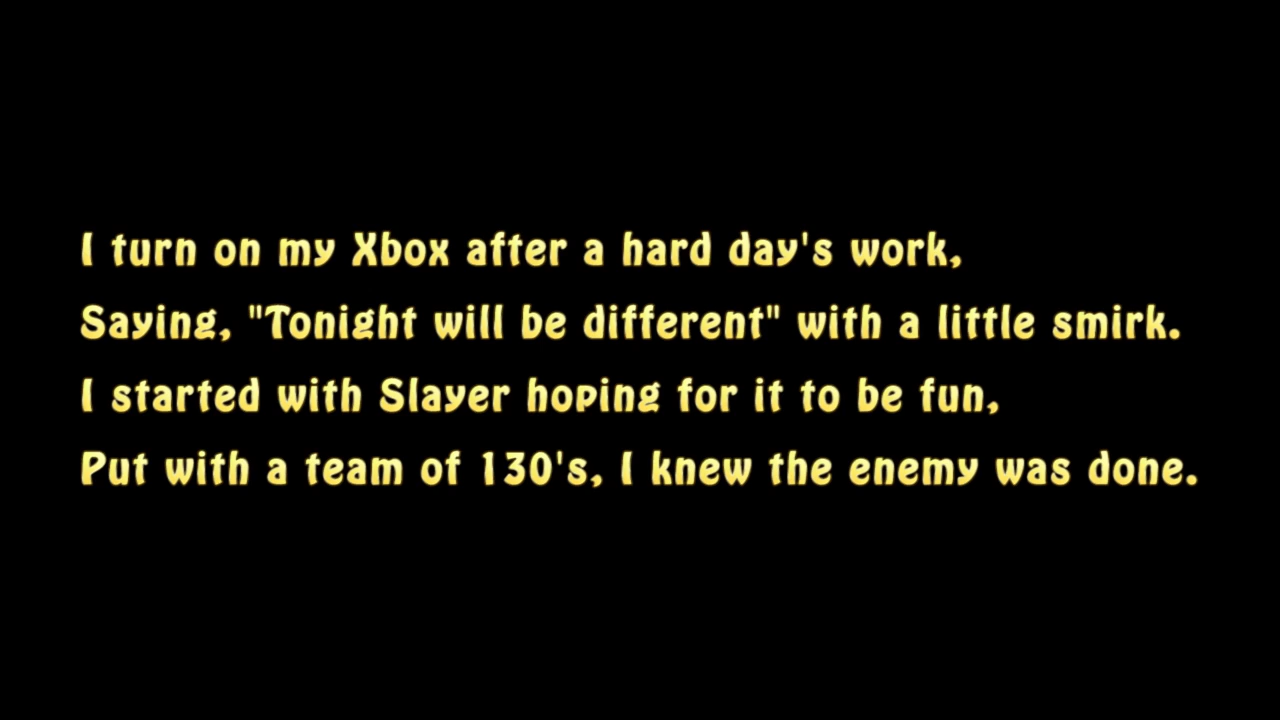 I turn on my Xbox after a hard day's work,
Saying, "Tonight will be different" with a little smirk.
I started with Slayer hoping for it to be fun,
Put with a team of 130's, I knew the enemy was done.